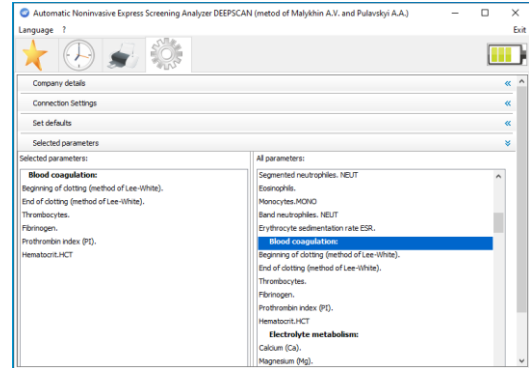 Automatic Noninvasive Express Screening Analyzer DEEPSCAN (metod of Malykhin A.V. and Pulavskyi A.A.)
Language ? Exit
Company details
Connection Settings
Set defaults
Selected parameters
Selected parameters:
Blood coagulation:
Beginning of clotting (method of Lee-White).
End of clotting (method of Lee-White).
Thrombocytes.
Fibrinogen.
Prothrombin index (PI).
Hematocrit.HCT
All parameters:
Segmented neutrophiles. NEUT
Eosinophils.
Monocytes.MONO
Band neutrophiles. NEUT
Erythrocyte sedimentation rate ESR.
Blood coagulation:
Beginning of clotting (method of Lee-White).
End of clotting (method of Lee-White).
Thrombocytes.
Fibrinogen.
Prothrombin index (PI).
Hematocrit.HCT
Electrolyte metabolism:
Calcium (Ca).
Magnesium (Mg).